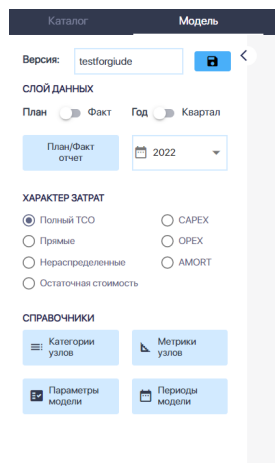 Каталог Модель
Версия: testforgiude
СЛОЙ ДАННЫХ
План Факт Год Квартал
План/Факт
отчет
2022
ХАРАКТЕР ЗАТРАТ
Полный TCO CAPEX
Прямые OPEX
Нераспределенные AMORT
Остаточная стоимость
СПРАВОЧНИКИ
Категории
узлов
Метрики
узлов
Параметры
модели
Периоды
модели